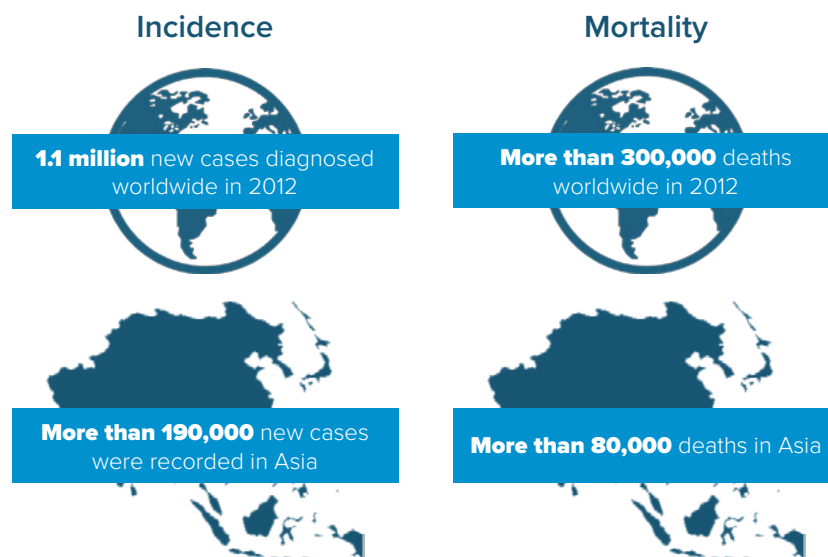 Incidence
Mortality
1.1 million new cases diagnosed
worldwide in 2012
More than 300,000 deaths
worldwide in 2012
More than 190,000 new cases
were recorded in Asia
More than 80,000 deaths in Asia